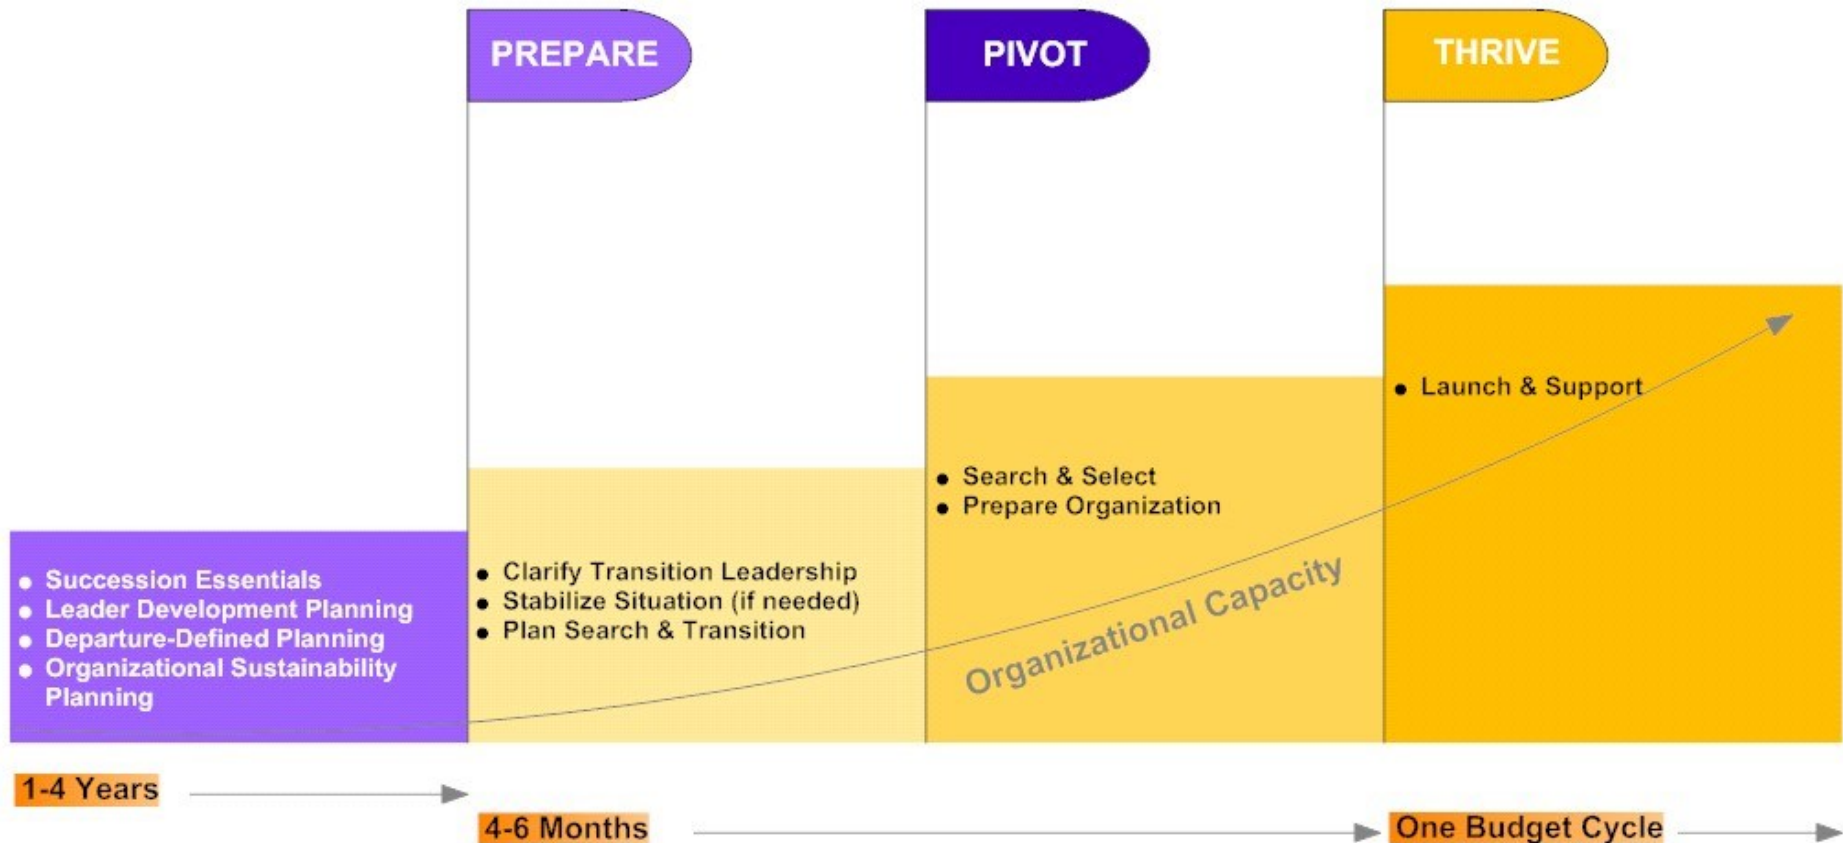 PREPARE
PIVOT
THRIVE
● Succession Essentials
● Leader Development Planning
● Departure-Defined Planning
● Organizational Sustainability
Planning
● Clarify Transition Leadership
● Stabilize Situation (if needed)
● Plan Search & Transition
● Search & Select
● Prepare Organization
● Launch & Support
Organizational Capacity
1-4 Years
4-6 Months
One Budget Cycle